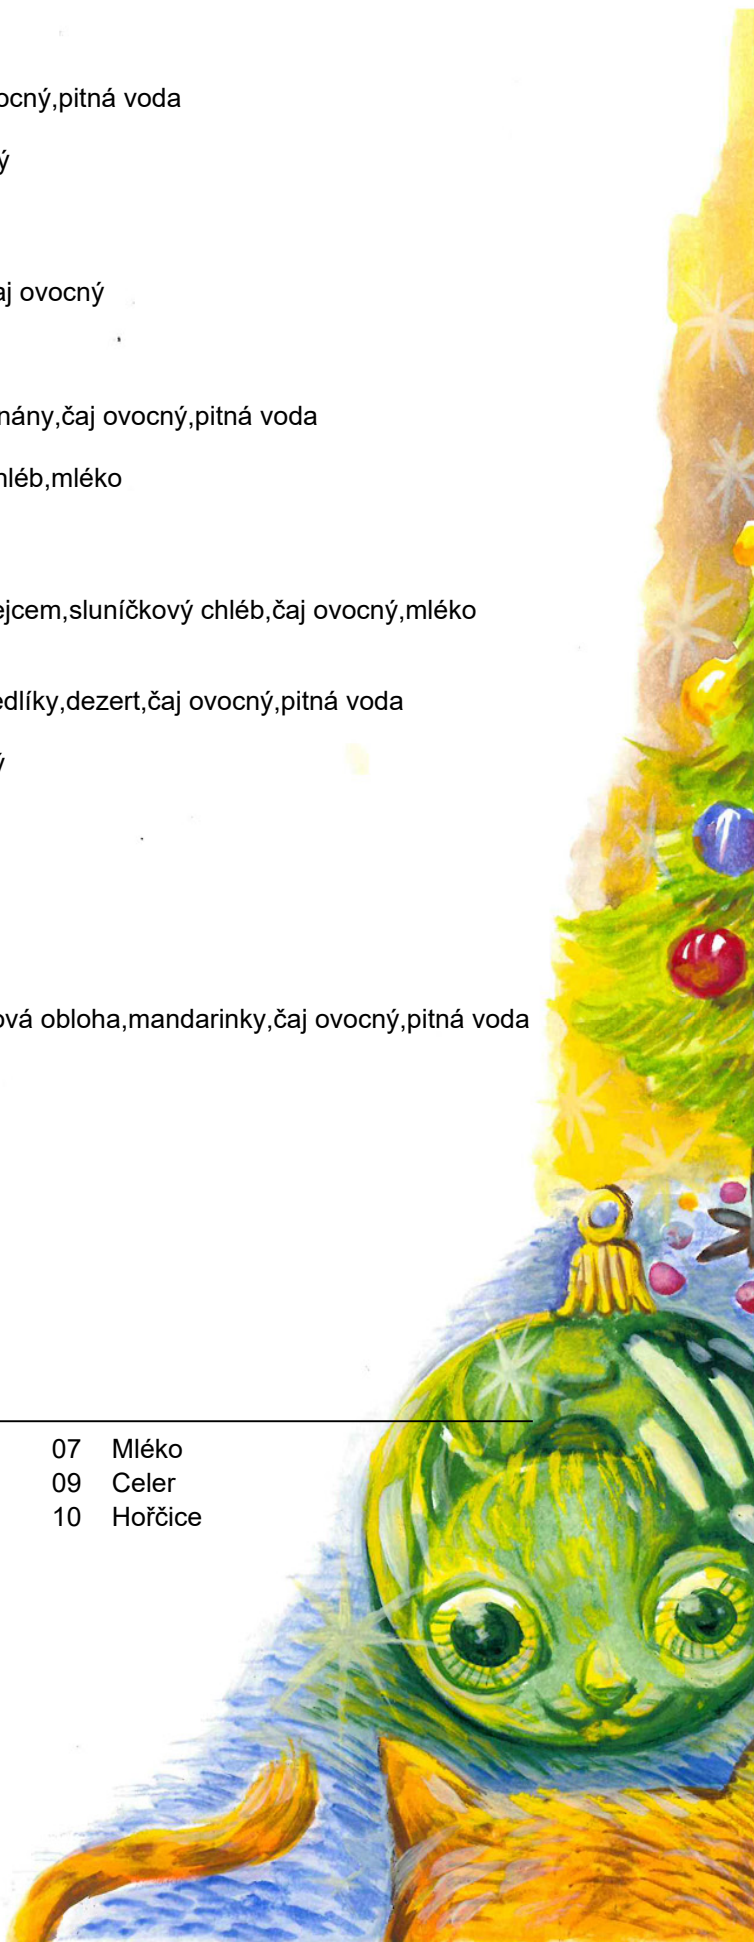 ocný,pitná voda
ý
aj ovocný
nány,čaj ovocný,pitná voda
hléb,mléko
ejcem,sluníčkový chléb,čaj ovocný,mléko
edlíky,dezert,čaj ovocný,pitná voda
ý
ová obloha,mandarinky,čaj ovocný,pitná voda
07 Mléko
09 Celer
10 Hořčice